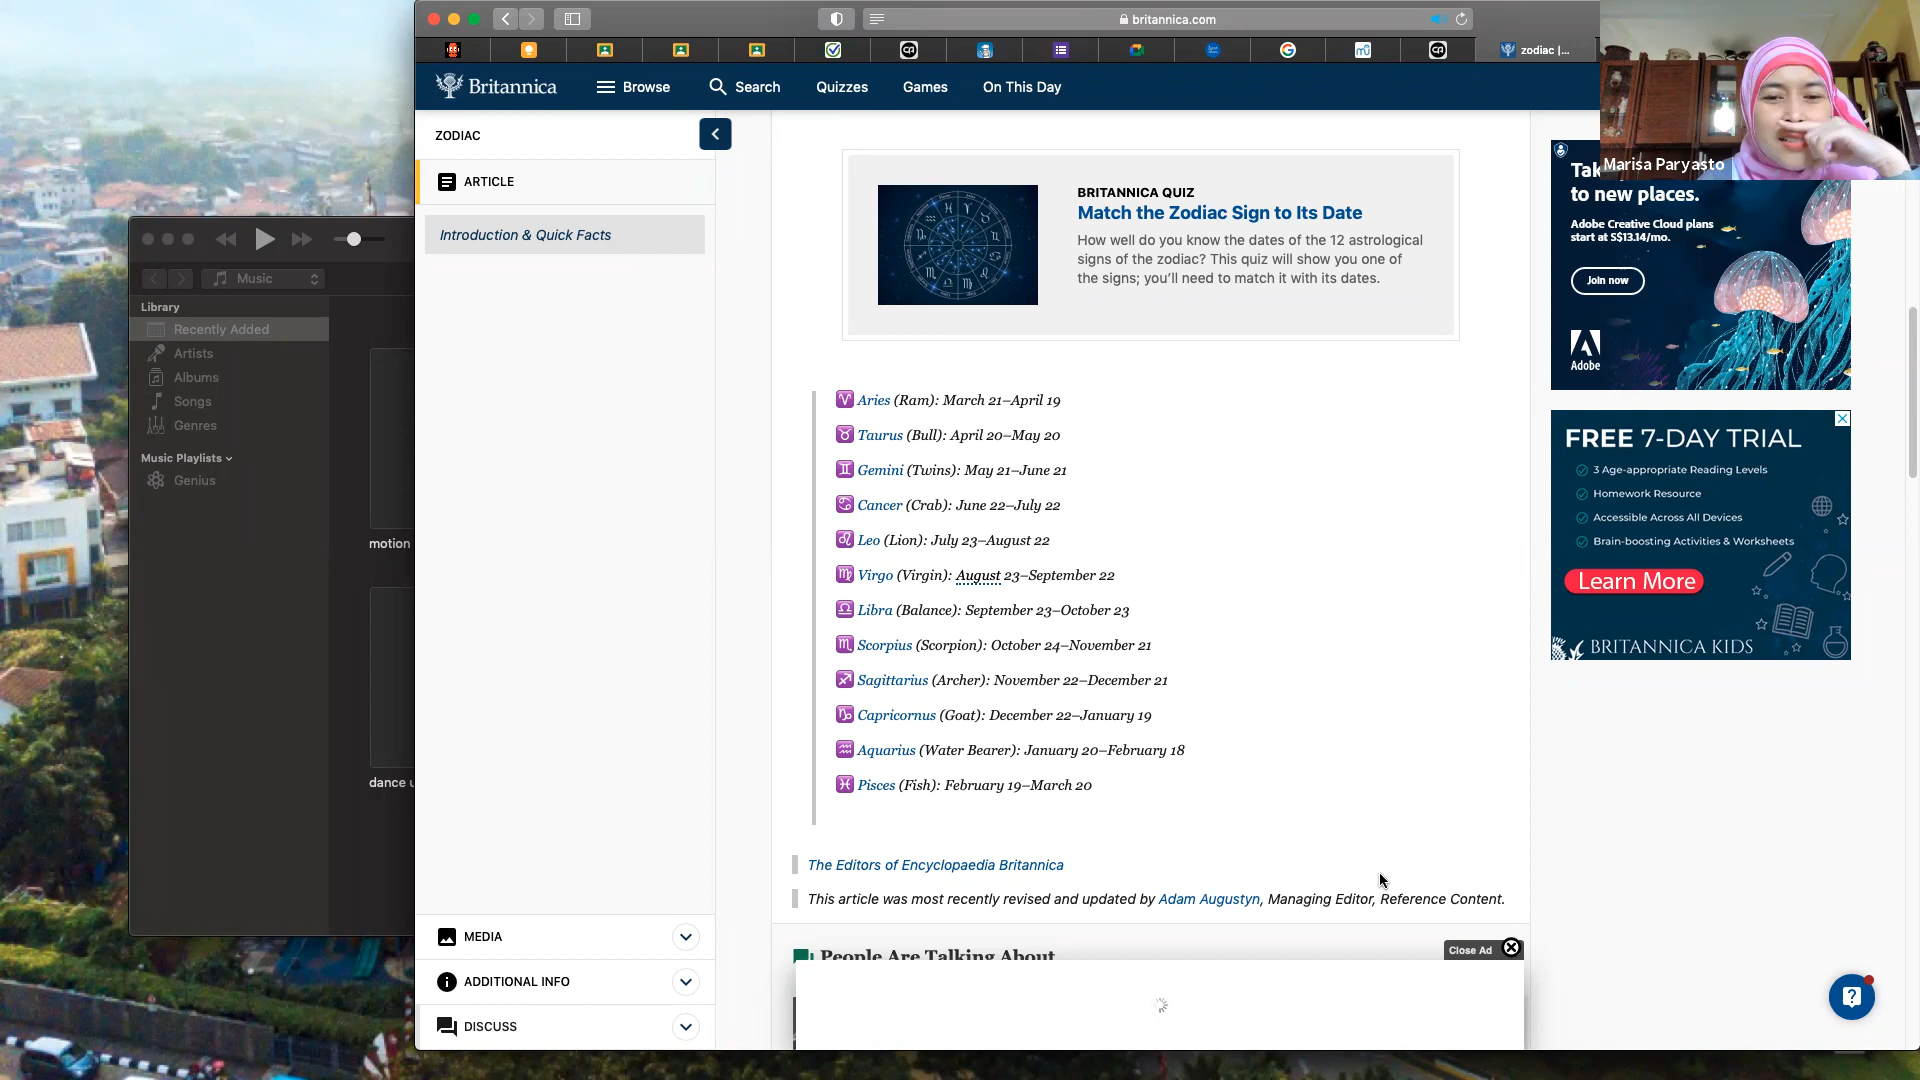 britannica.com
zodiac |...
Britannica
Browse
Search
Quizzes
Games
On This Day
Marisa Paryasto
ZODIAC
ARTICLE
Introduction & Quick Facts
BRITANNICA QUIZ
Match the Zodiac Sign to Its Date
How well do you know the dates of the 12 astrological
signs of the zodiac? This quiz will show you one of
the signs; you'll need to match it with its dates.
Aries (Ram): March 21–April 19
Taurus (Bull): April 20–May 20
Gemini (Twins): May 21–June 21
Cancer (Crab): June 22–July 22
Leo (Lion): July 23–August 22
Virgo (Virgin): August 23–September 22
Libra (Balance): September 23–October 23
Scorpius (Scorpion): October 24–November 21
Sagittarius (Archer): November 22–December 21
Capricornus (Goat): December 22–January 19
Aquarius (Water Bearer): January 20–February 18
Pisces (Fish): February 19–March 20
The Editors of Encyclopaedia Britannica
This article was most recently revised and updated by Adam Augustyn, Managing Editor, Reference Content.
People Are Talking About
Close Ad
MEDIA
ADDITIONAL INFO
DISCUSS
Tak
to new places.
Adobe Creative Cloud plans
start at S$13.14/mo.
Join now
Adobe
FREE 7-DAY TRIAL
3 Age-appropriate Reading Levels
Homework Resource
Accessible Across All Devices
Brain-boosting Activities & Worksheets
Learn More
BRITANNICA KIDS
Music
Library
Recently Added
Artists
Albums
Songs
Genres
Music Playlists
Genius
motion
dance u